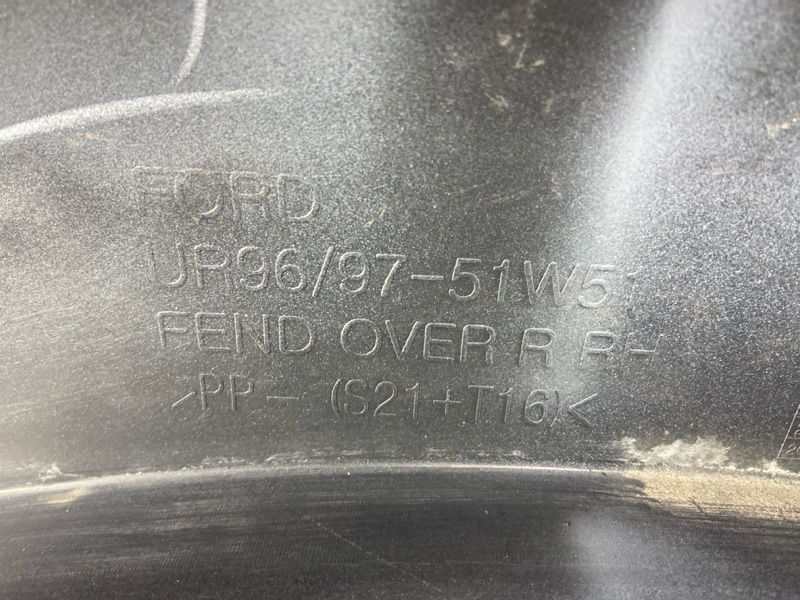 FORD
UR96/97-51W51
FEND OVER R RH
>PP- (S21+T16)<